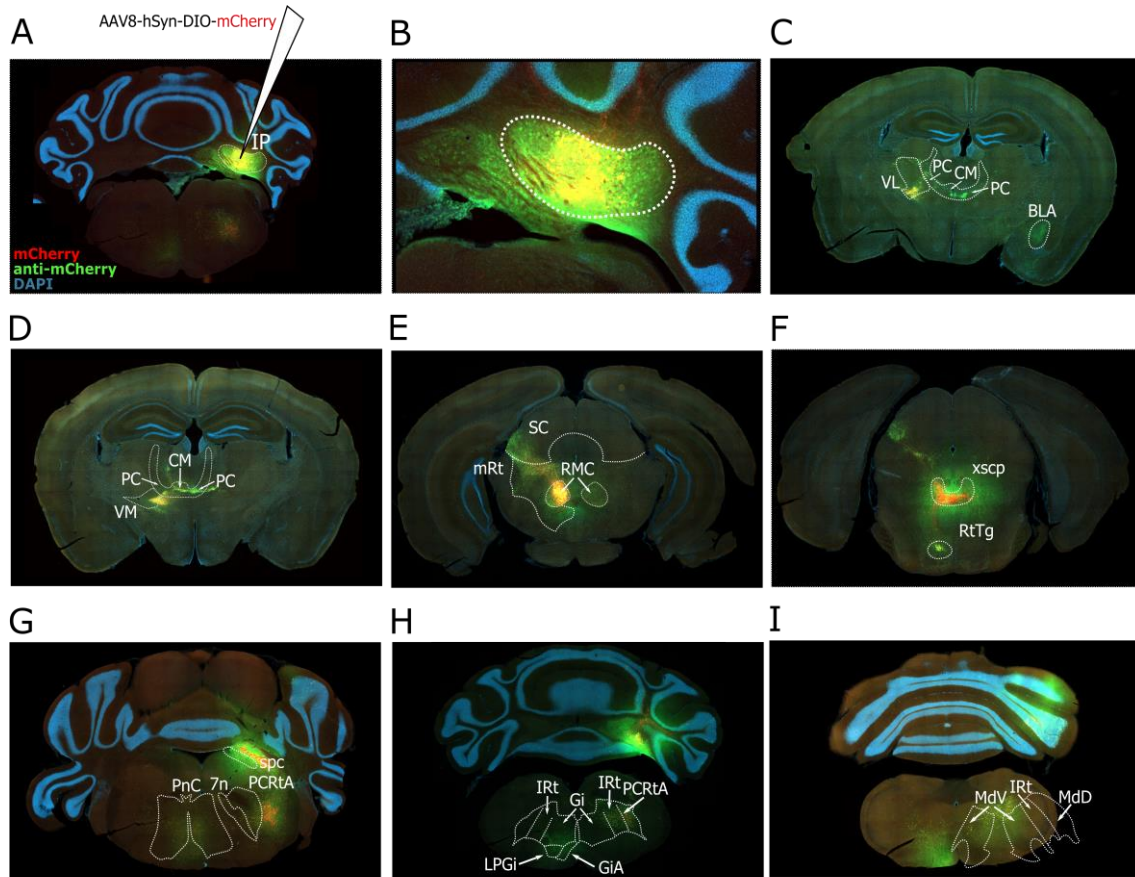 A
AAV8-hSyn-DIO-mCherry
IP
mCherry
anti-mCherry
DAPI
B
C
PC
CM
VL
PC
BLA
D
CM
PC
PC
VM
E
SC
mRt
RMC
F
xscp
RtTg
G
spc
PnC 7n PCRtA
H
IRt
Gi
IRt
PCRtA
LPGi
GiA
I
IRt
MdV
MdD